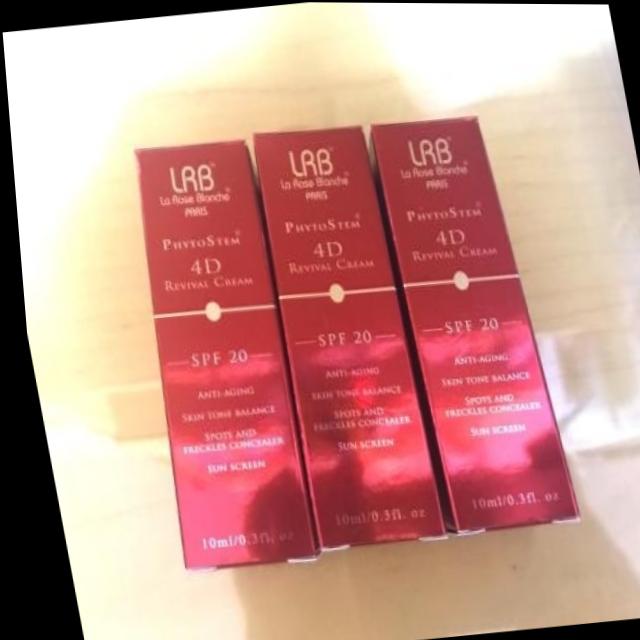 LRB
La Rose Blanche™
PARIS
PHYTOSTEM®
4D
REVIVAL CREAM
SPF 20
ANTI-AGING
SKIN TONE BALANCE
SPOTS AND
FRECKLES CONCEALER
SUN SCREEN
10ml/0.3fl. oz
LRB
La Rose Blanche™
PARIS
PHYTOSTEM®
4D
REVIVAL CREAM
SPF 20
ANTI-AGING
SKIN TONE BALANCE
SPOTS AND
FRECKLES CONCEALER
SUN SCREEN
10ml/0.3fl. oz
LRB
La Rose Blanche™
PARIS
PHYTOSTEM®
4D
REVIVAL CREAM
SPF 20
ANTI-AGING
SKIN TONE BALANCE
SPOTS AND
FRECKLES CONCEALER
SUN SCREEN
10ml/0.3fl. oz